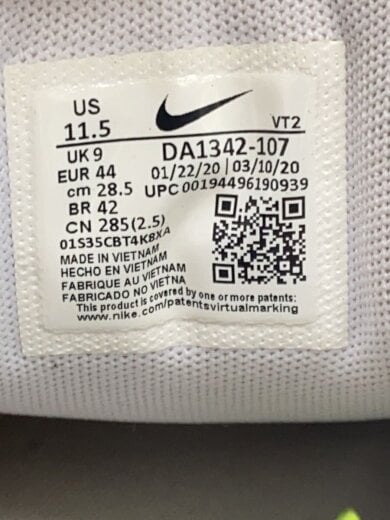 US
11.5
VT2
UK 9
DA1342-107
EUR 44
01/22/20 | 03/10/20
cm 28.5
UPC 00194496190939
BR 42
CN 285(2.5)
01S35CBT4K8XA
MADE IN VIETNAM
HECHO EN VIETNAM
FABRIQUE AU VIETNAM
FABRICADO NO VIETNA
This product is covered by one or more patents:
www.nike.com/patentsvirtualmarking